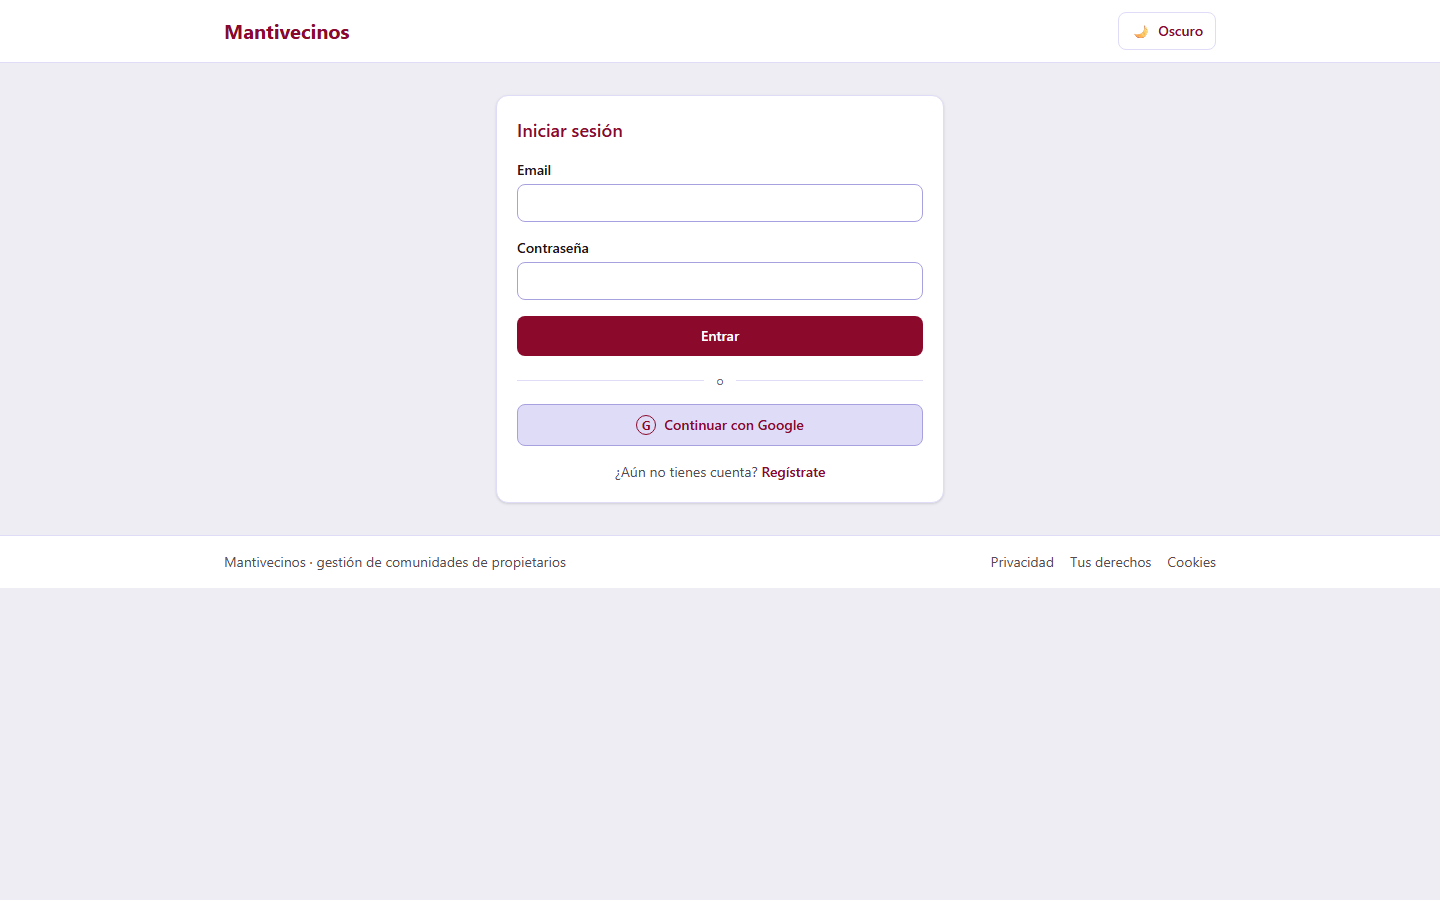 Mantivecinos
🌙 Oscuro
Iniciar sesión
Email
Contraseña
Entrar
o
G Continuar con Google
¿Aún no tienes cuenta? Regístrate
Mantivecinos · gestión de comunidades de propietarios
Privacidad Tus derechos Cookies